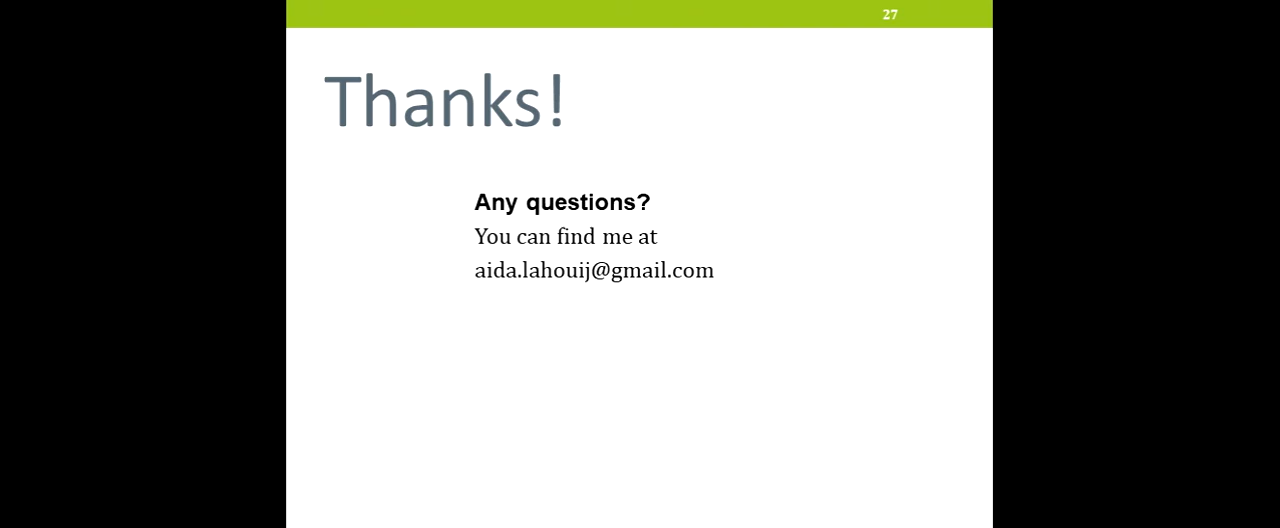 27
Thanks!
Any questions?
You can find me at
aida.lahouij@gmail.com